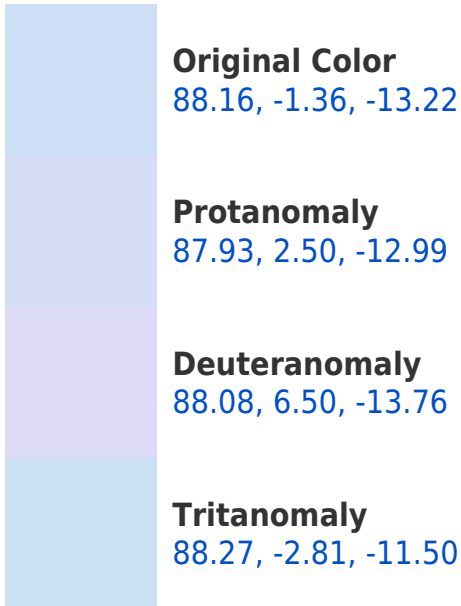 Original Color
88.16, -1.36, -13.22
Protanomaly
87.93, 2.50, -12.99
Deuteranomaly
88.08, 6.50, -13.76
Tritanomaly
88.27, -2.81, -11.50